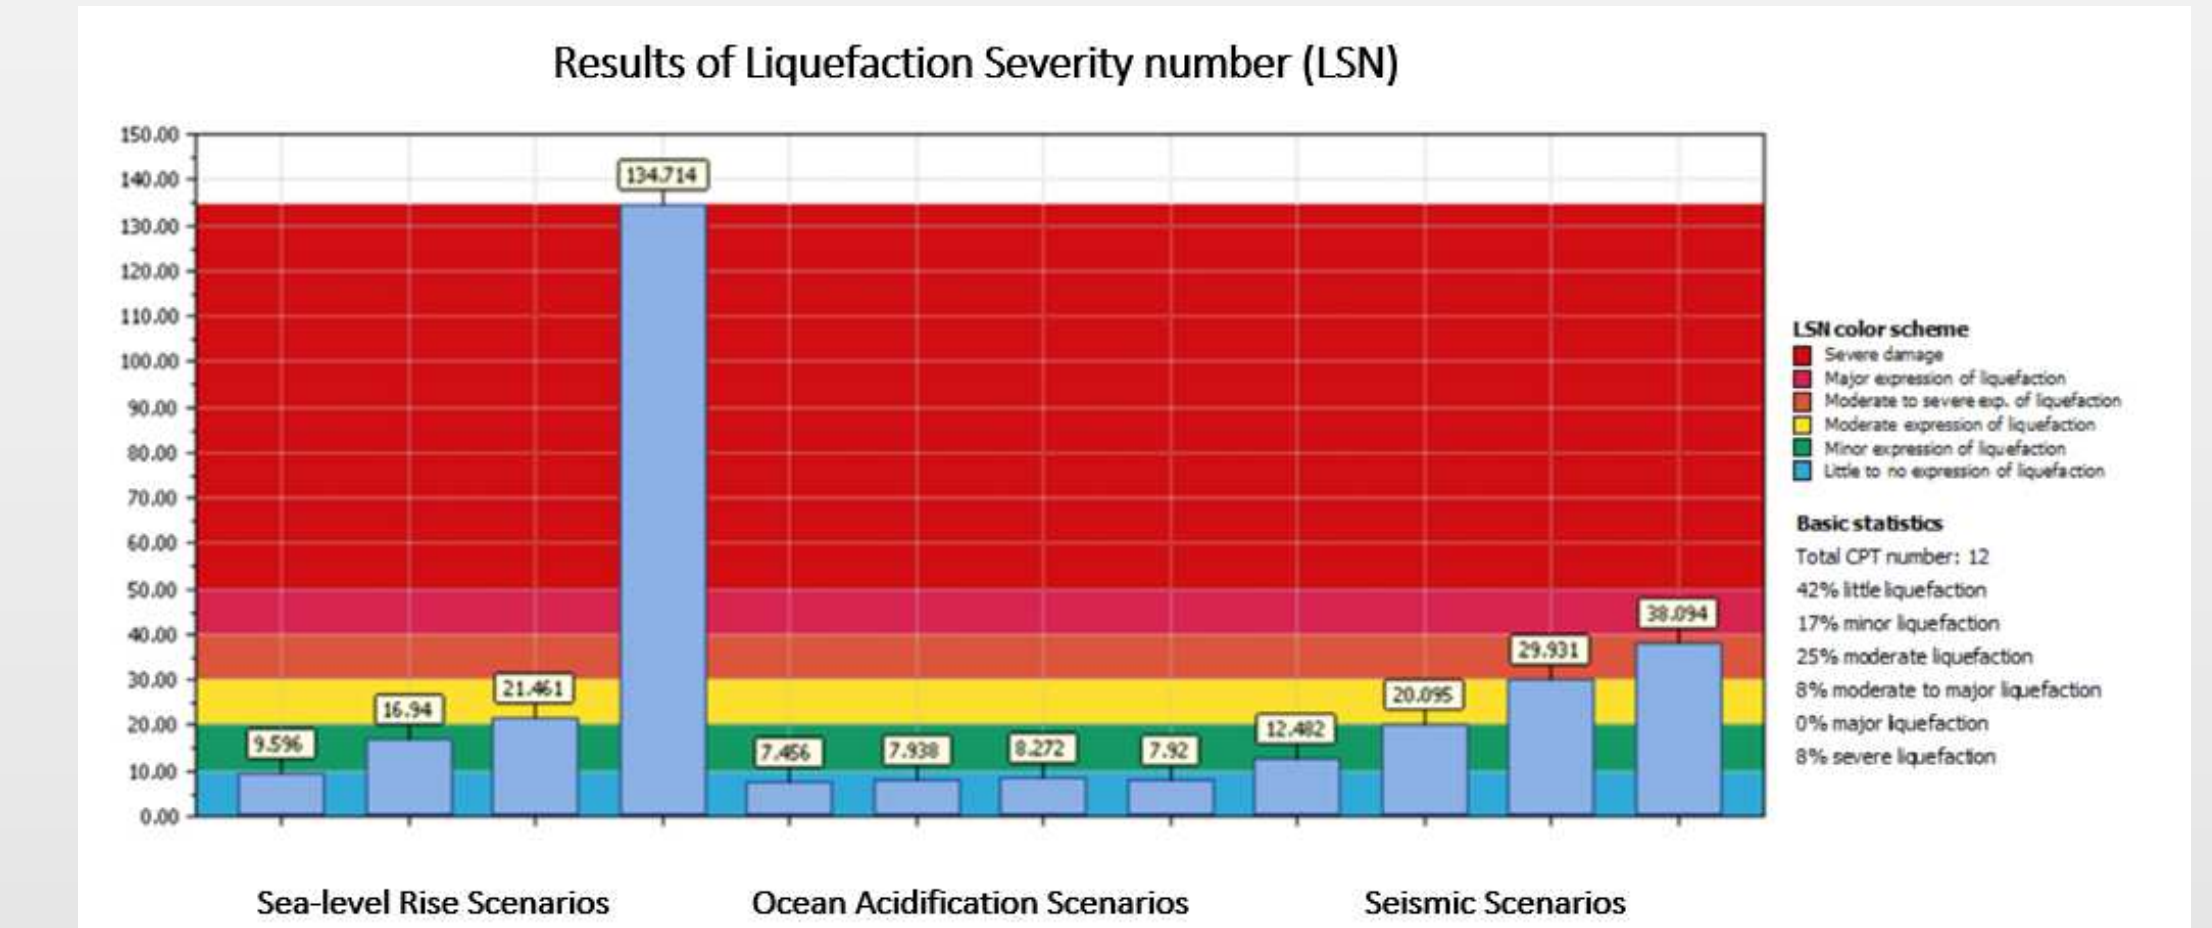 Results of Liquefaction Severity number (LSN)
150.00
140.00
130.00
120.00
110.00
100.00
90.00
80.00
70.00
60.00
50.00
40.00
30.00
20.00
10.00
0.00
9.596
16.94
21.461
134.714
7.456
7.938
8.272
7.92
12.482
20.095
29.931
38.094
LSN color scheme
Severe damage
Major expression of liquefaction
Moderate to severe exp. of liquefaction
Moderate expression of liquefaction
Minor expression of liquefaction
Little to no expression of liquefaction
Basic statistics
Total CPT number: 12
42% little liquefaction
17% minor liquefaction
25% moderate liquefaction
8% moderate to major liquefaction
0% major liquefaction
8% severe liquefaction
Sea-level Rise Scenarios
Ocean Acidification Scenarios
Seismic Scenarios